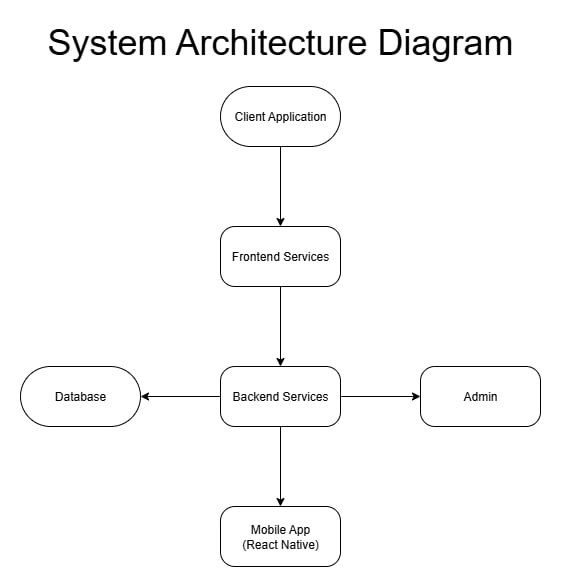 System Architecture Diagram
Client Application
Frontend Services
Database
Backend Services
Admin
Mobile App
(React Native)